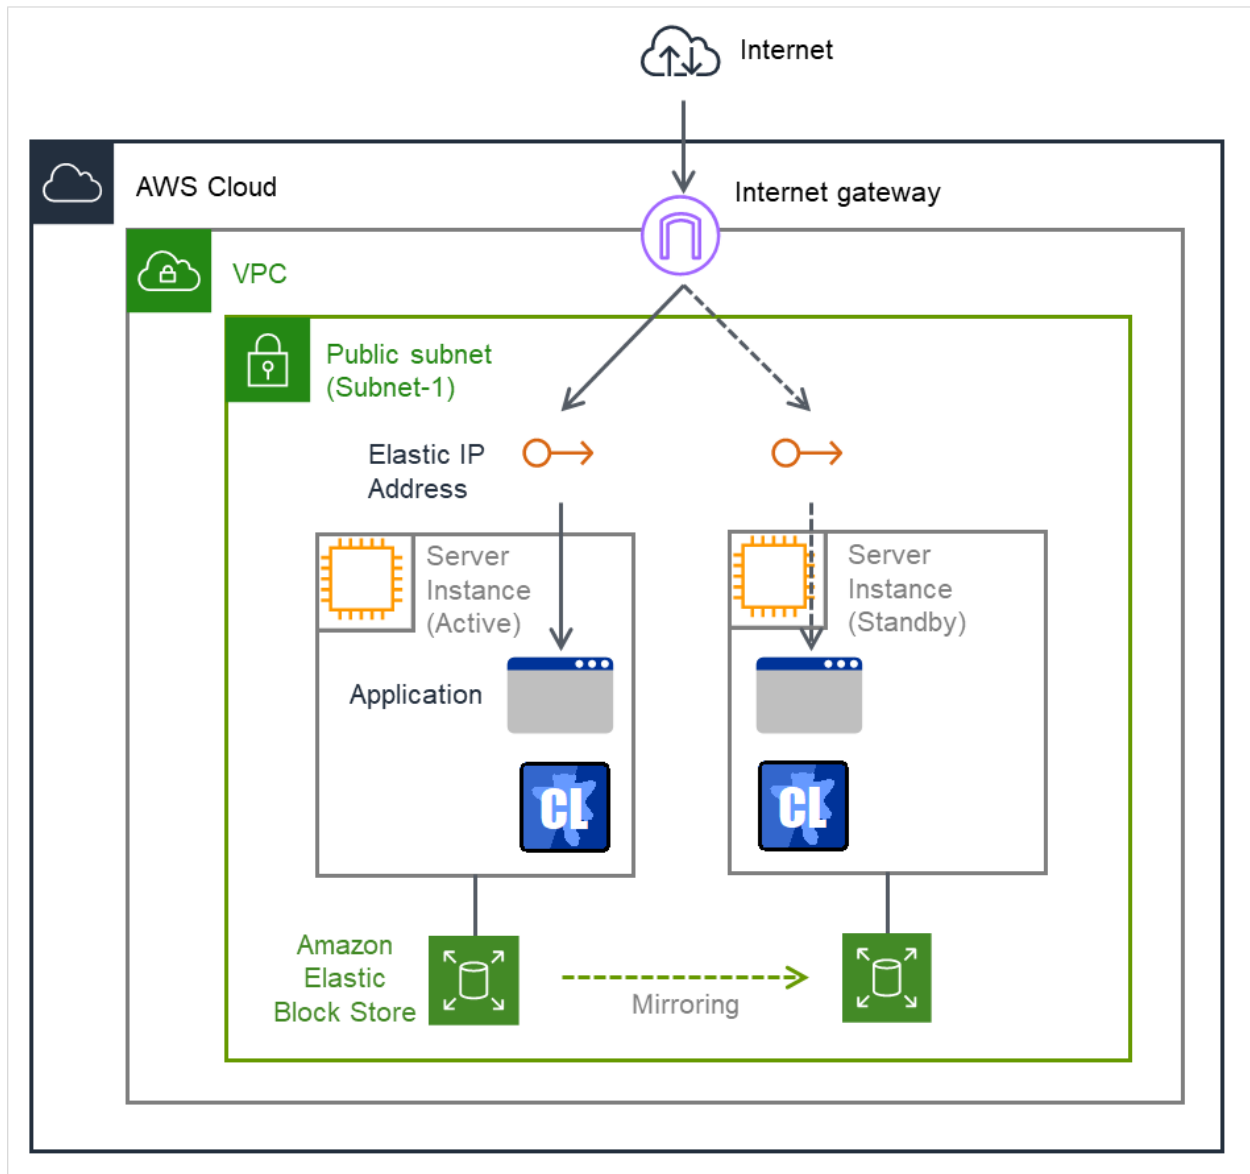 Internet
AWS Cloud
Internet gateway
VPC
Public subnet
(Subnet-1)
Elastic IP
Address
Server
Instance
(Active)
Server
Instance
(Standby)
Application
CL
CL
Amazon
Elastic
Block Store
Mirroring